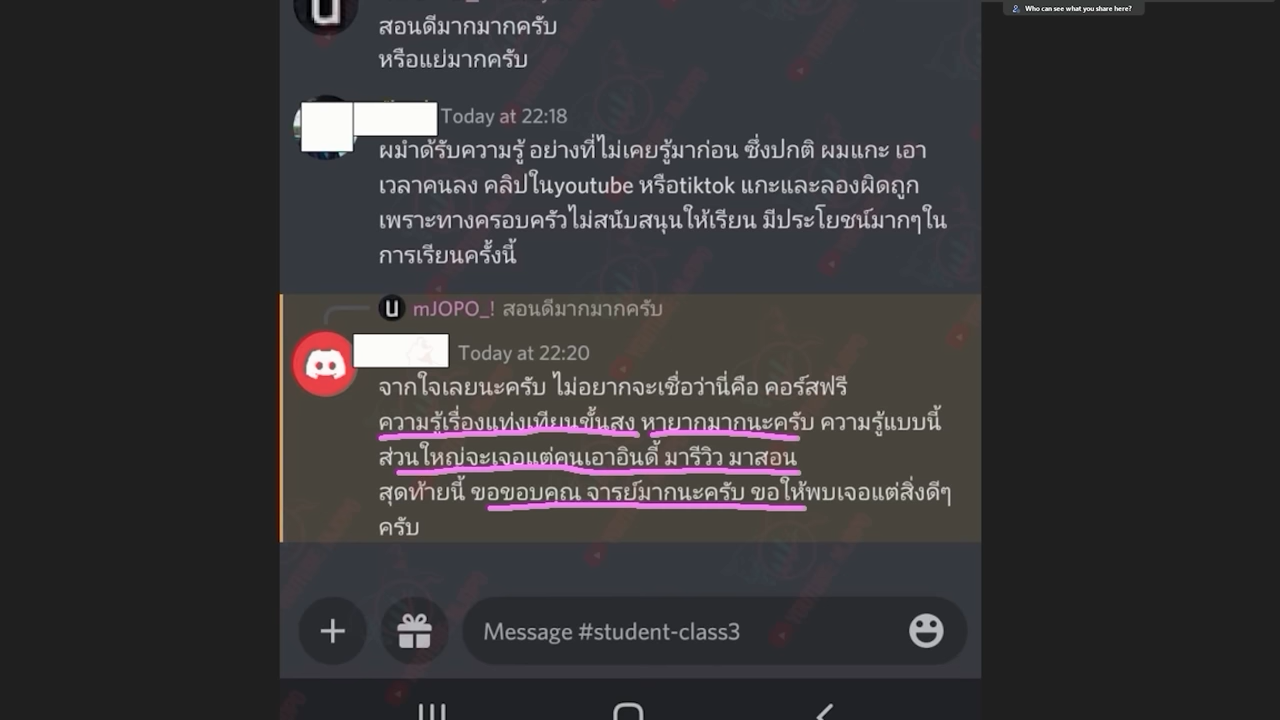 Who can see what you share here?
สอนดีมากมากครับ
หรือแย่มากครับ
Today at 22:18
ผมำด้รับความรู้ อย่างที่ไม่เคยรู้มาก่อน ซึ่งปกติ ผมแกะ เอา
เวลาคนลง คลิปในyoutube หรือtiktok แกะและลองผิดถูก
เพราะทางครอบครัวไม่สนับสนุนให้เรียน มีประโยชน์มากๆใน
การเรียนครั้งนี้
mJOPO_! สอนดีมากมากครับ
Today at 22:20
จากใจเลยนะครับ ไม่อยากจะเชื่อว่านี่คือ คอร์สฟรี
ความรู้เรื่องแท่งเทียนขั้นสูง หายากมากนะครับ ความรู้แบบนี้
ส่วนใหญ่จะเจอแต่คนเอาอินดี้ มารีวิว มาสอน
สุดท้ายนี้ ขอขอบคุณ จารย์มากนะครับ ขอให้พบเจอแต่สิ่งดีๆ
ครับ
Message #student-class3